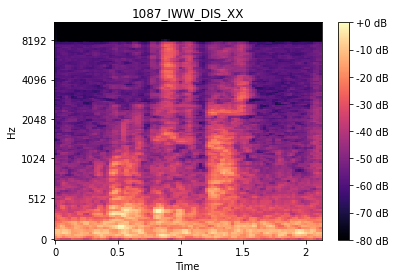 1087_IWW_DIS_XX
+0 dB
8192
-10 dB
4096
-20 dB
-30 dB
2048
Hz
-40 dB
1024
-50 dB
512
-60 dB
-70 dB
0
-80 dB
0
0.5
1
1.5
2
Time